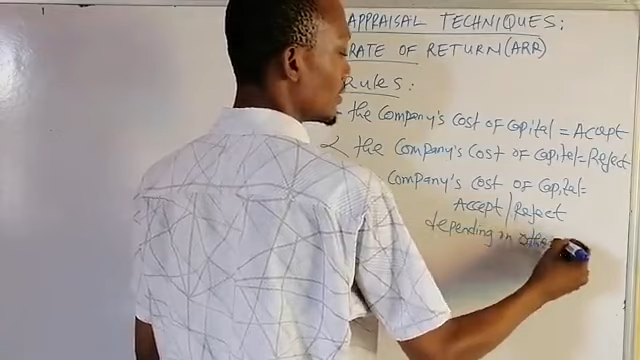 APPRAISAL TECHNIQUES:
RATE OF RETURN (ARR)
Rules:
the Company's Cost of Capital = Accept
< the Company's Cost of Capital = Reject
Company's Cost of Capital =
Accept/Reject
depending on